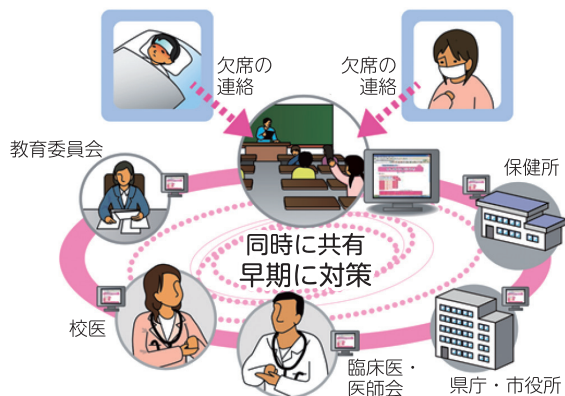 欠席の
連絡
欠席の
連絡
教育委員会
保健所
同時に共有
早期に対策
校医
臨床医・
医師会
県庁・市役所